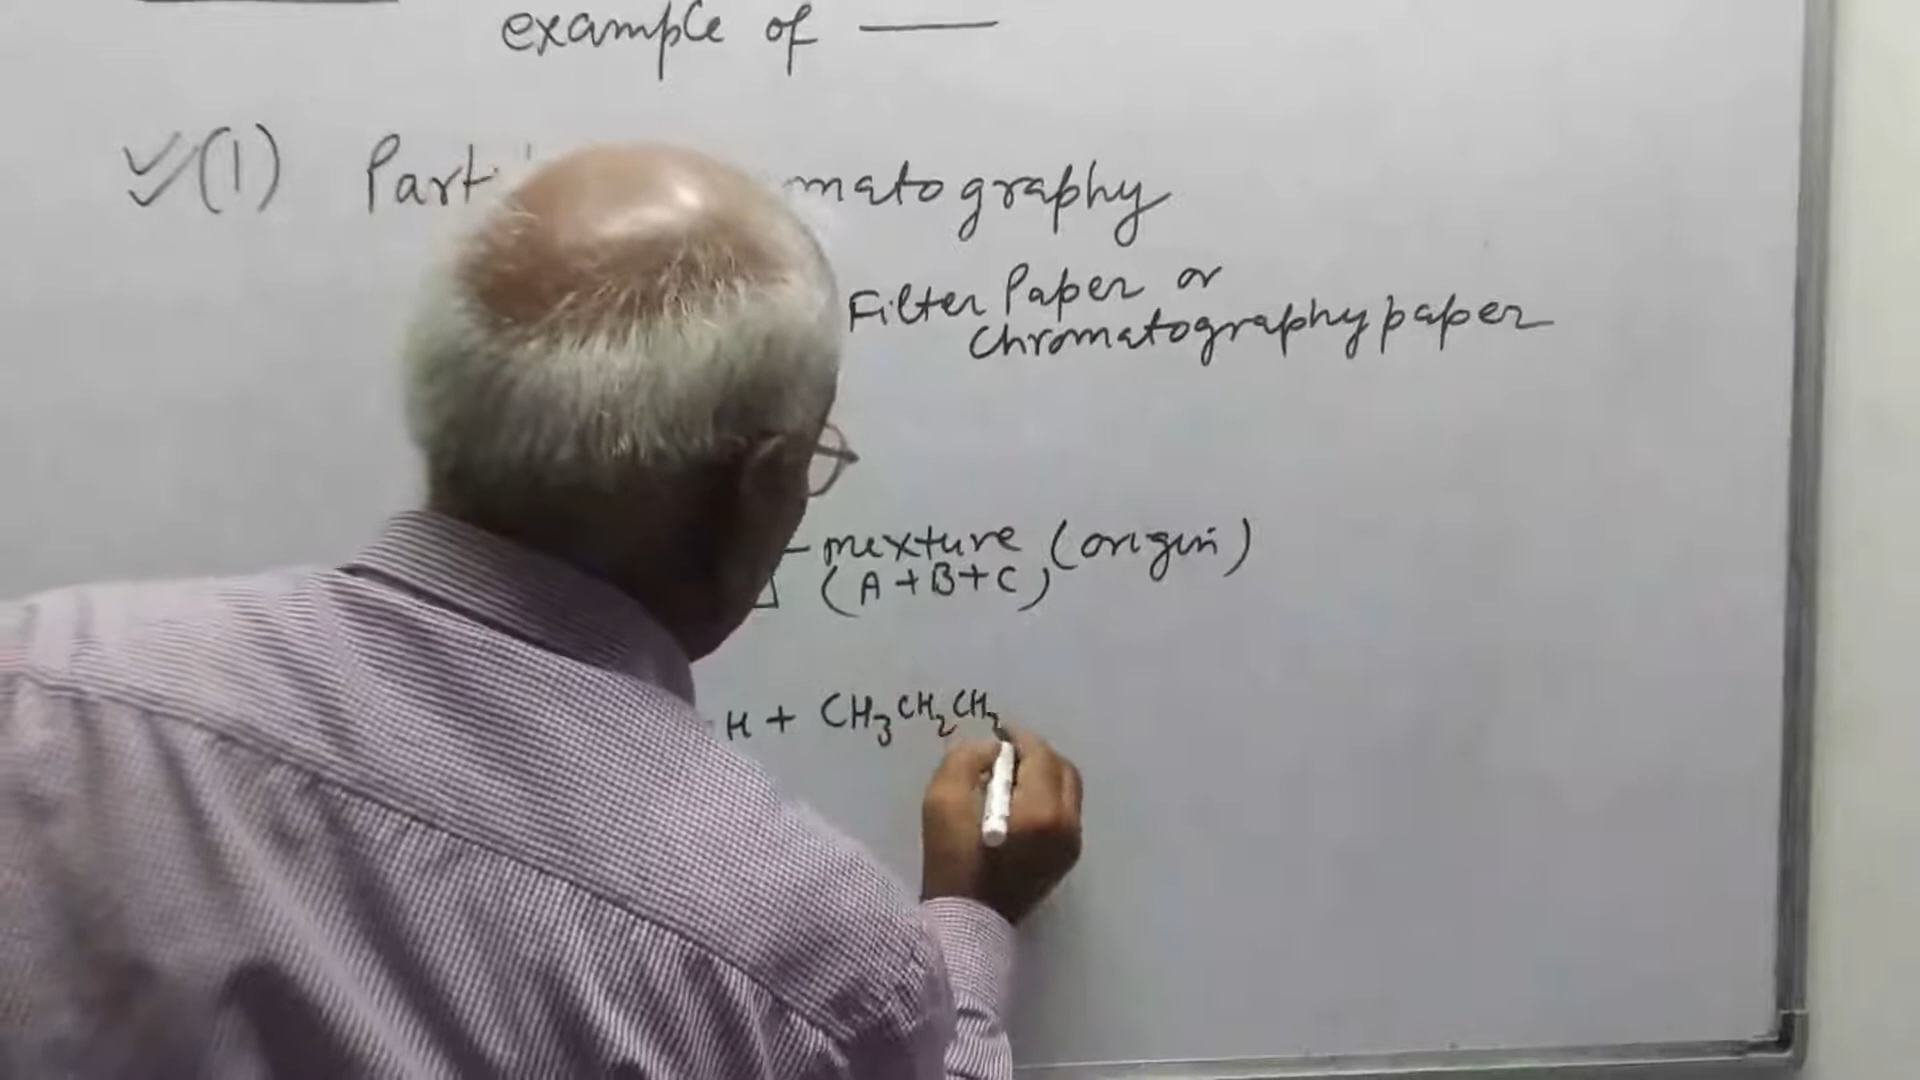 example of ——
(1) Part matography
Filter Paper or
chromatography paper
mexture (origin)
(A+B+C)
H + CH₃CH₂CH₂